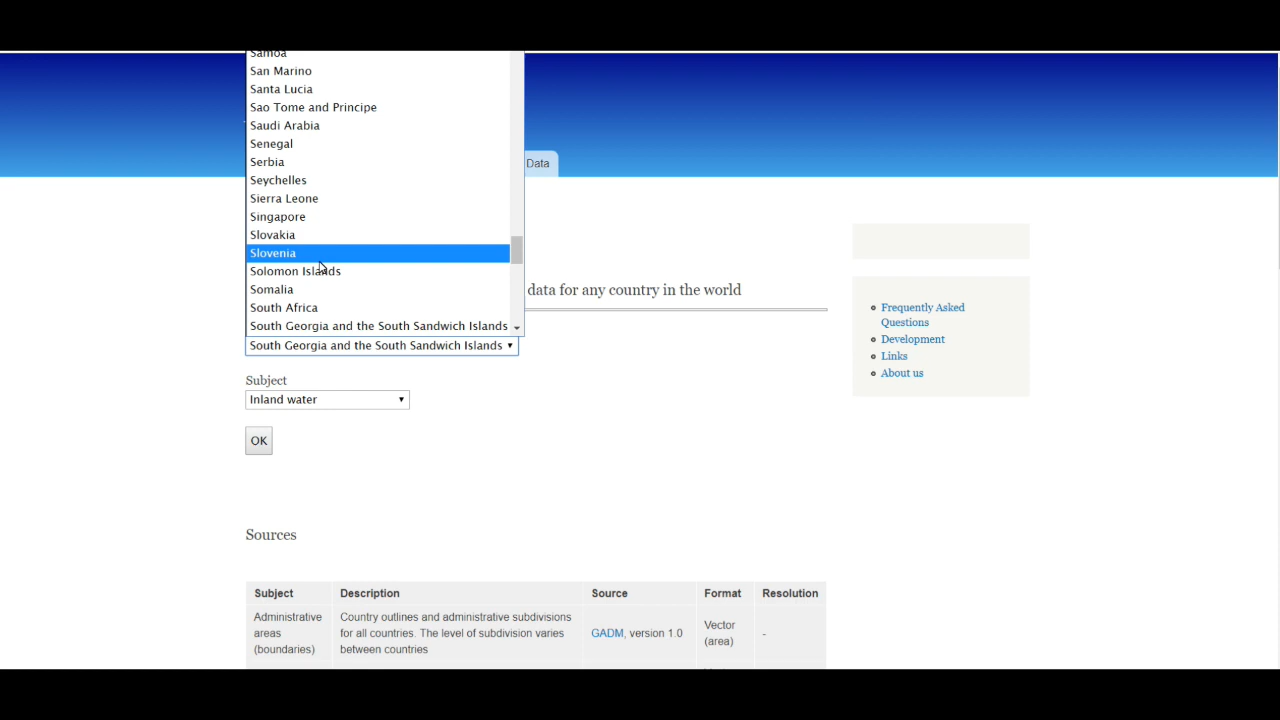 Samoa
San Marino
Santa Lucia
Sao Tome and Principe
Saudi Arabia
Senegal
Serbia
Seychelles
Sierra Leone
Singapore
Slovakia
Slovenia
Solomon Islands
Somalia
South Africa
South Georgia and the South Sandwich Islands
South Georgia and the South Sandwich Islands
Data
data for any country in the world
Subject
Inland water
OK
Frequently Asked
Questions
Development
Links
About us
Sources
Subject Description Source Format Resolution
Administrative
areas
(boundaries)
Country outlines and administrative subdivisions
for all countries. The level of subdivision varies
between countries
GADM, version 1.0
Vector
(area)
-